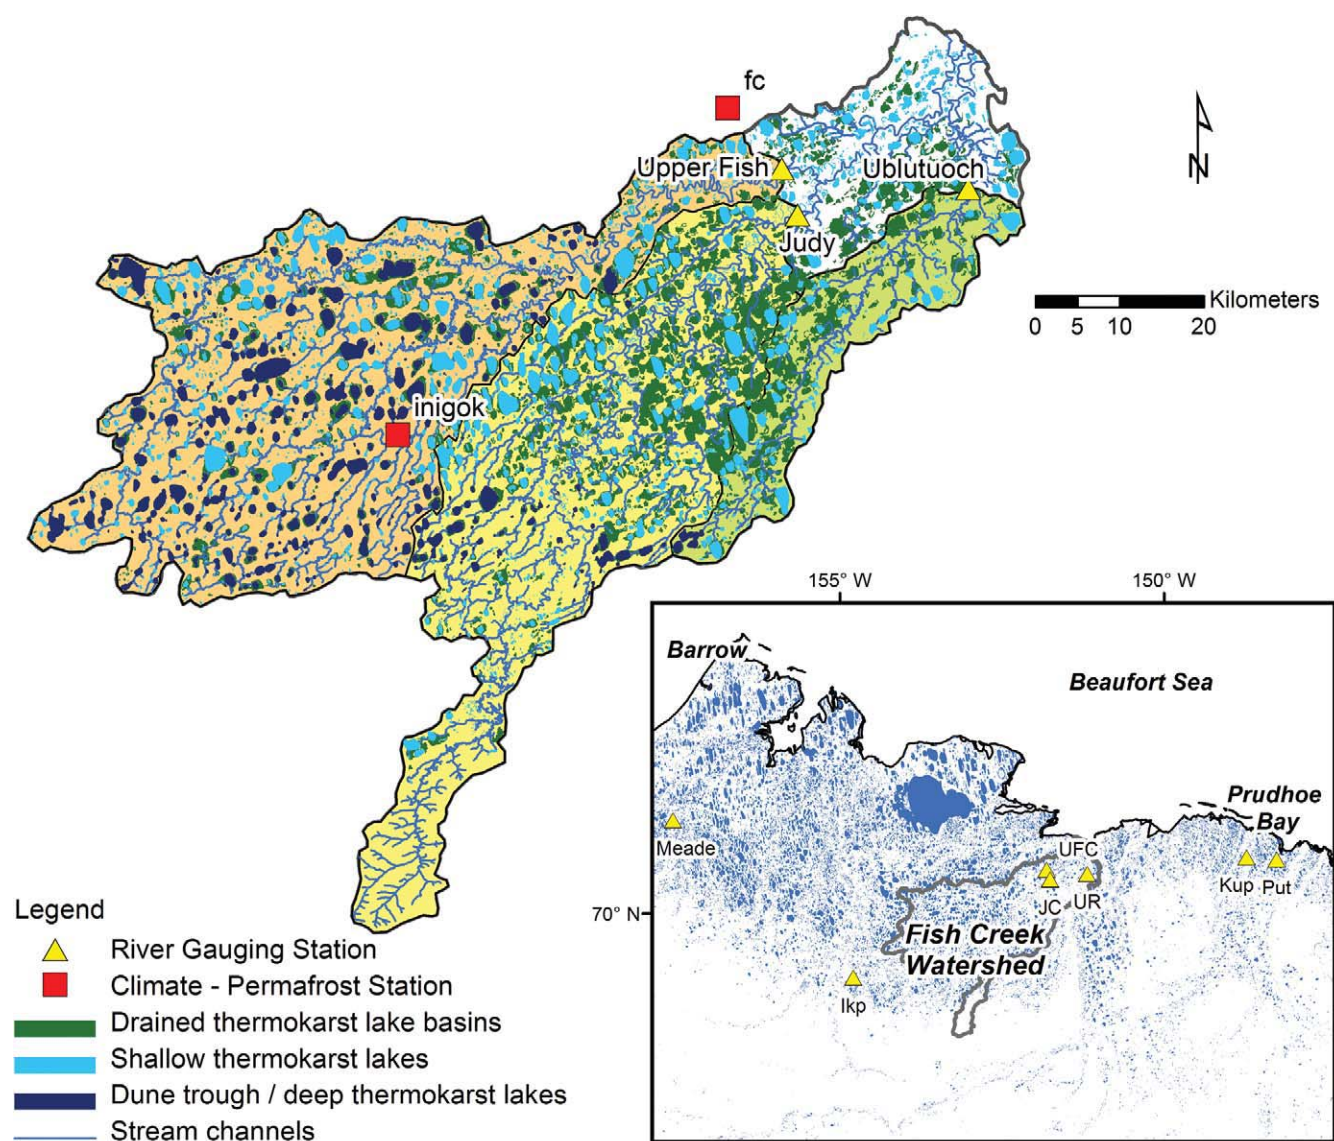 fc
Upper Fish
Ublutuoch
Judy
N
Kilometers
0 5 10 20
inigok
155° W 150° W
Barrow
Beaufort Sea
Prudhoe
Bay
Meade
UFC
Kup Put
JC UR
70° N
Fish Creek
Watershed
Ikp
Legend
River Gauging Station
Climate - Permafrost Station
Drained thermokarst lake basins
Shallow thermokarst lakes
Dune trough / deep thermokarst lakes
Stream channels